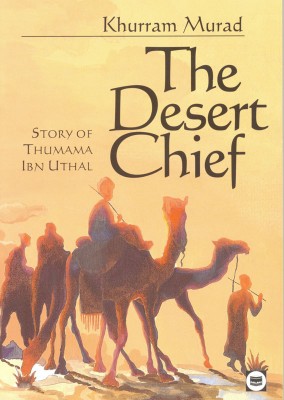 Khurram Murad
The
Desert
Chief
STORY OF
THUMAMA
IBN UTHAL